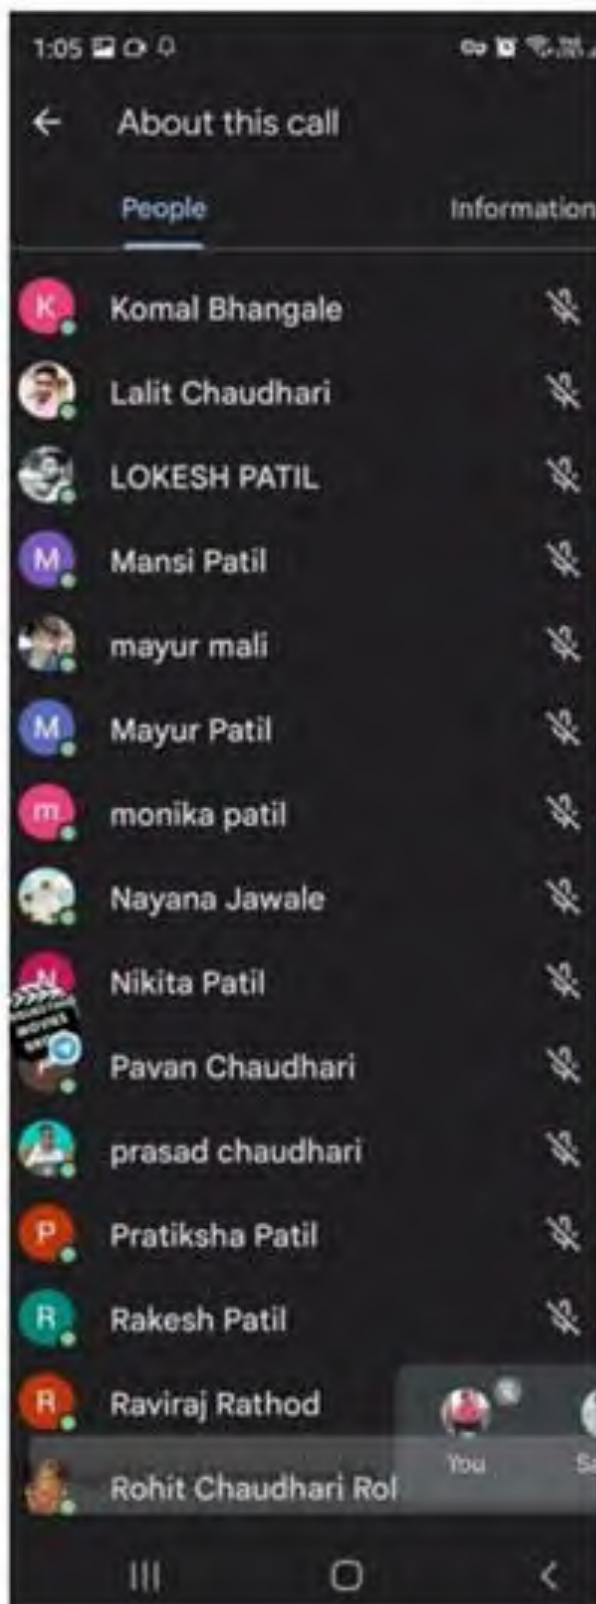 1:05
About this call
People Information
K Komal Bhangale
Lalit Chaudhari
LOKESH PATIL
M Mansi Patil
mayur mali
M Mayur Patil
m monika patil
Nayana Jawale
N Nikita Patil
MOVIES
Pavan Chaudhari
prasad chaudhari
P Pratiksha Patil
R Rakesh Patil
R Raviraj Rathod
You
Rohit Chaudhari Rol